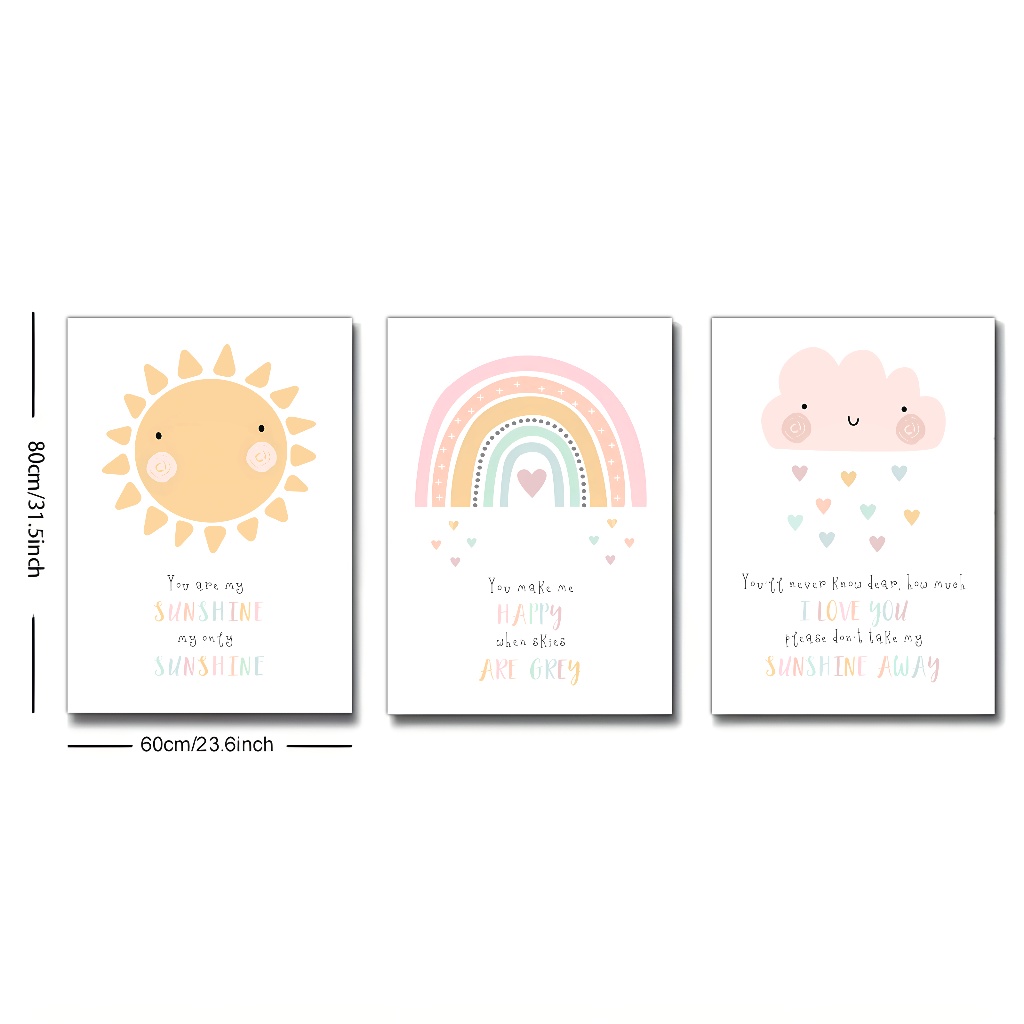 80cm/31.5inch
You are my
SUNSHINE
my only
SUNSHINE
60cm/23.6inch
You make me
HAPPY
when skies
ARE GREY
You'll never know dear, how much
I LOVE YOU
please don't take my
SUNSHINE AWAY